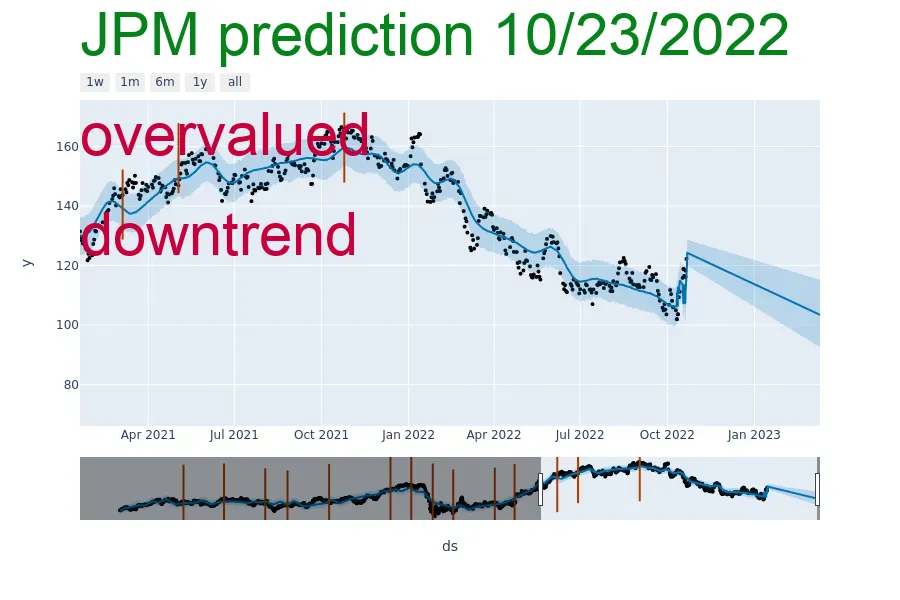 JPM prediction 10/23/2022
1w 1m 6m 1y all
overvalued
downtrend
160
140
120
100
80
y
Apr 2021 Jul 2021 Oct 2021 Jan 2022 Apr 2022 Jul 2022 Oct 2022 Jan 2023
ds